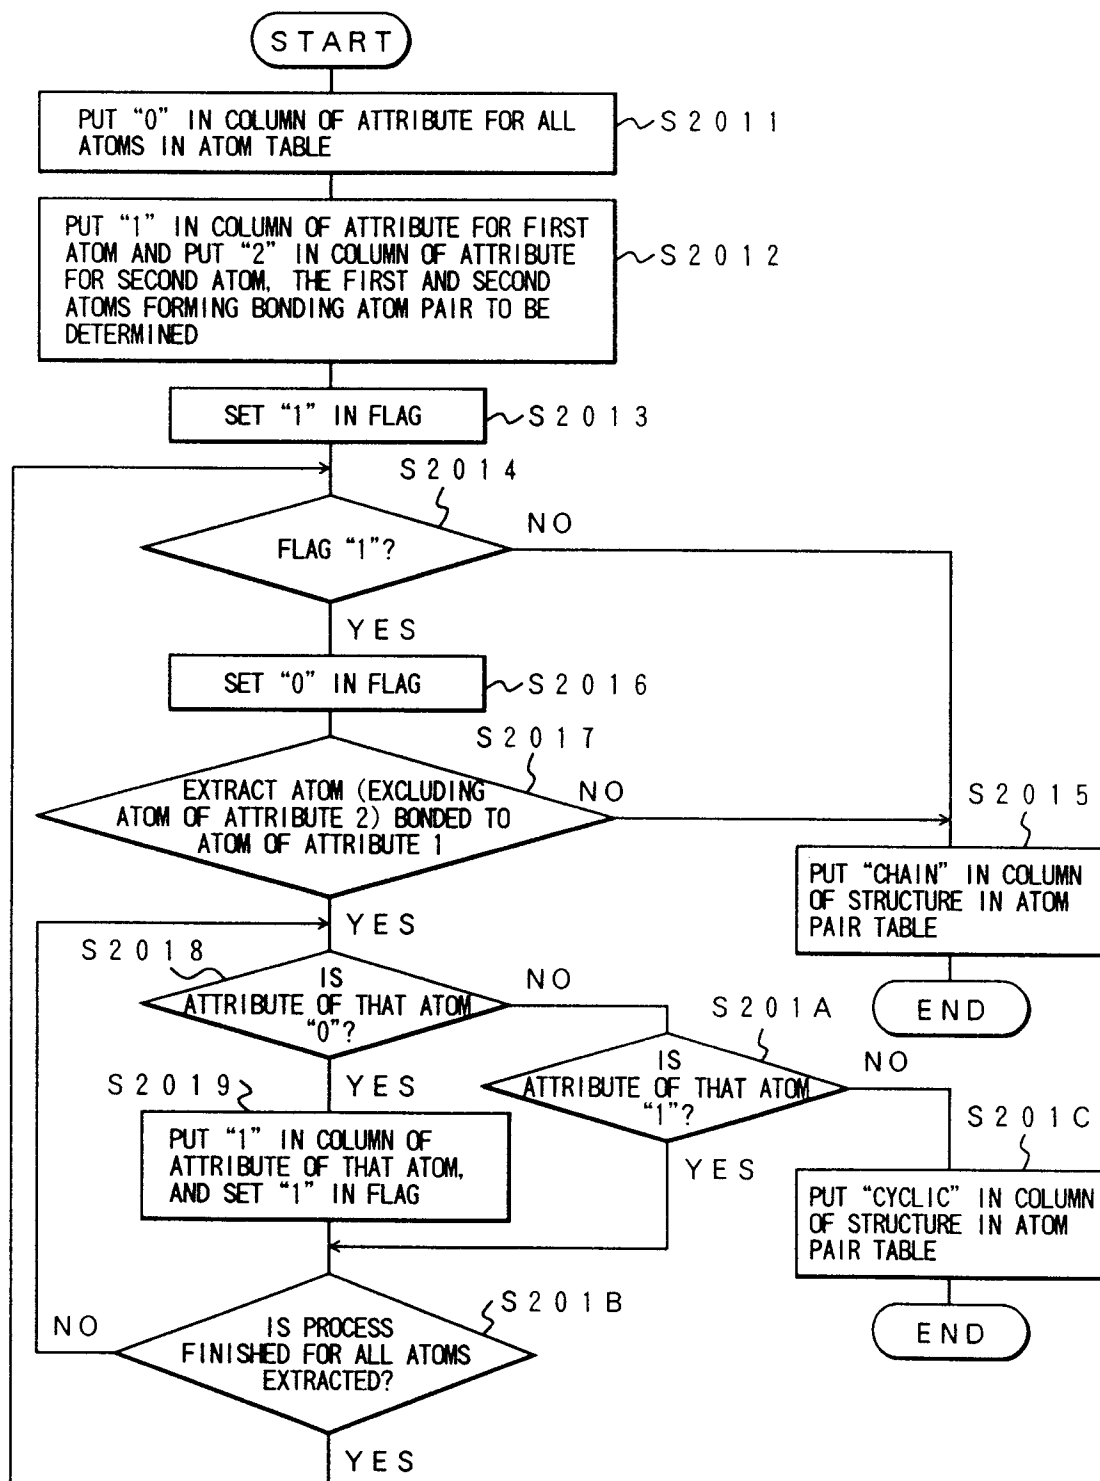 START
PUT “0” IN COLUMN OF ATTRIBUTE FOR ALL
ATOMS IN ATOM TABLE
S2011
PUT “1” IN COLUMN OF ATTRIBUTE FOR FIRST
ATOM AND PUT “2” IN COLUMN OF ATTRIBUTE
FOR SECOND ATOM, THE FIRST AND SECOND
ATOMS FORMING BONDING ATOM PAIR TO BE
DETERMINED
S2012
SET “1” IN FLAG
S2013
S2014
FLAG “1”?
NO
YES
SET “0” IN FLAG
S2016
S2017
EXTRACT ATOM (EXCLUDING
ATOM OF ATTRIBUTE 2) BONDED TO
ATOM OF ATTRIBUTE 1
NO
YES
S2015
PUT “CHAIN” IN COLUMN
OF STRUCTURE IN ATOM
PAIR TABLE
END
S2018
IS
ATTRIBUTE OF THAT ATOM
“0”?
NO
YES
S201A
IS
ATTRIBUTE OF THAT ATOM
“1”?
NO
YES
S2019
PUT “1” IN COLUMN OF
ATTRIBUTE OF THAT ATOM,
AND SET “1” IN FLAG
S201C
PUT “CYCLIC” IN COLUMN
OF STRUCTURE IN ATOM
PAIR TABLE
END
S201B
IS PROCESS
FINISHED FOR ALL ATOMS
EXTRACTED?
NO
YES